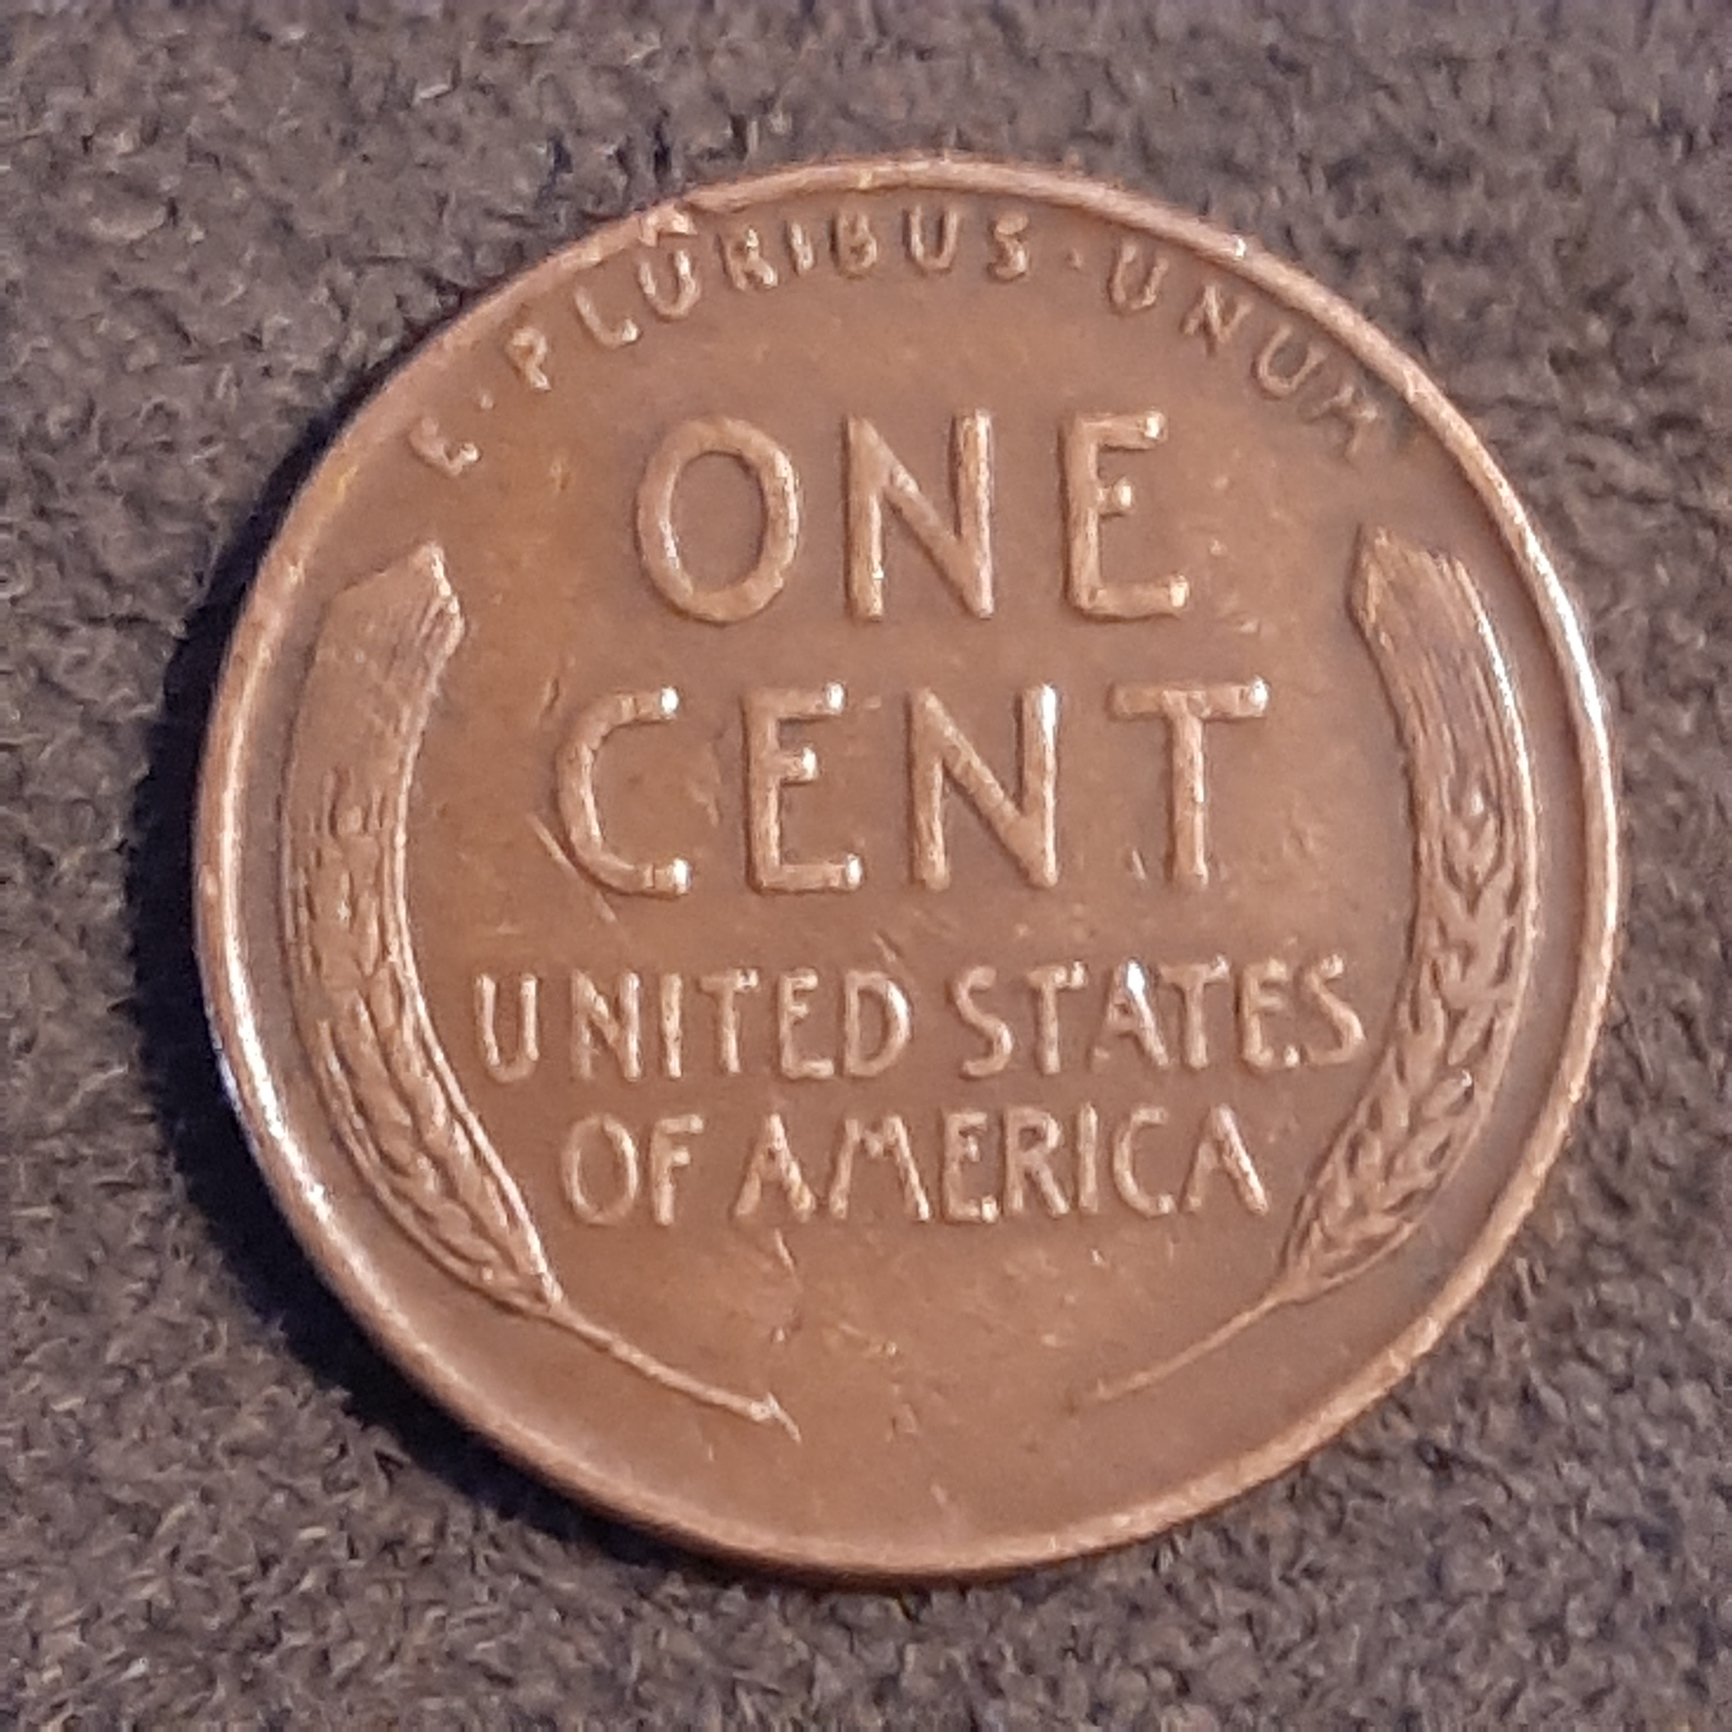 E·PLURIBUS·UNUM
ONE
CENT
UNITED STATES
OF AMERICA